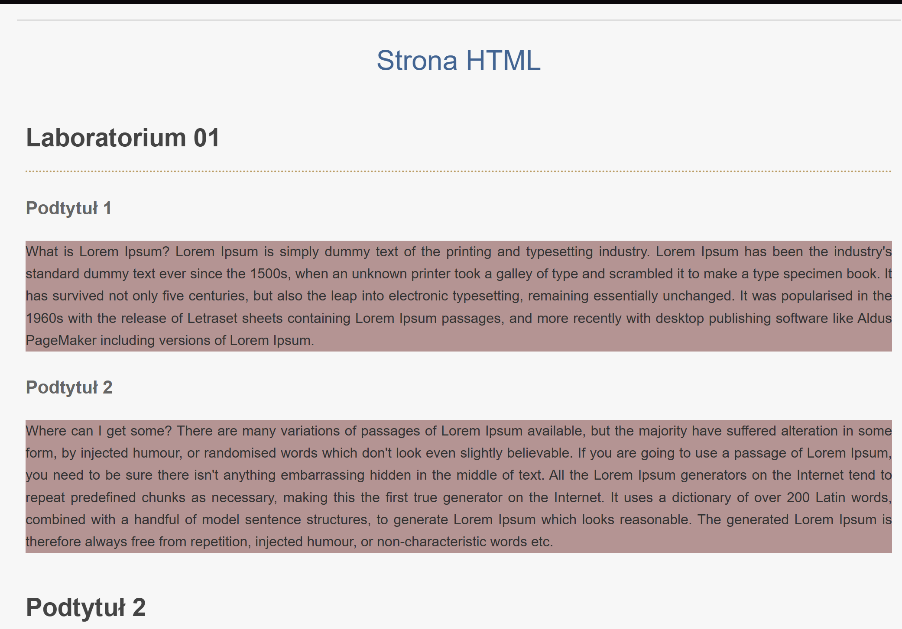 Strona HTML
Laboratorium 01
Podtytuł 1
What is Lorem Ipsum? Lorem Ipsum is simply dummy text of the printing and typesetting industry. Lorem Ipsum has been the industry's
standard dummy text ever since the 1500s, when an unknown printer took a galley of type and scrambled it to make a type specimen book. It
has survived not only five centuries, but also the leap into electronic typesetting, remaining essentially unchanged. It was popularised in the
1960s with the release of Letraset sheets containing Lorem Ipsum passages, and more recently with desktop publishing software like Aldus
PageMaker including versions of Lorem Ipsum.
Podtytuł 2
Where can I get some? There are many variations of passages of Lorem Ipsum available, but the majority have suffered alteration in some
form, by injected humour, or randomised words which don't look even slightly believable. If you are going to use a passage of Lorem Ipsum,
you need to be sure there isn't anything embarrassing hidden in the middle of text. All the Lorem Ipsum generators on the Internet tend to
repeat predefined chunks as necessary, making this the first true generator on the Internet. It uses a dictionary of over 200 Latin words,
combined with a handful of model sentence structures, to generate Lorem Ipsum which looks reasonable. The generated Lorem Ipsum is
therefore always free from repetition, injected humour, or non-characteristic words etc.
Podtytuł 2